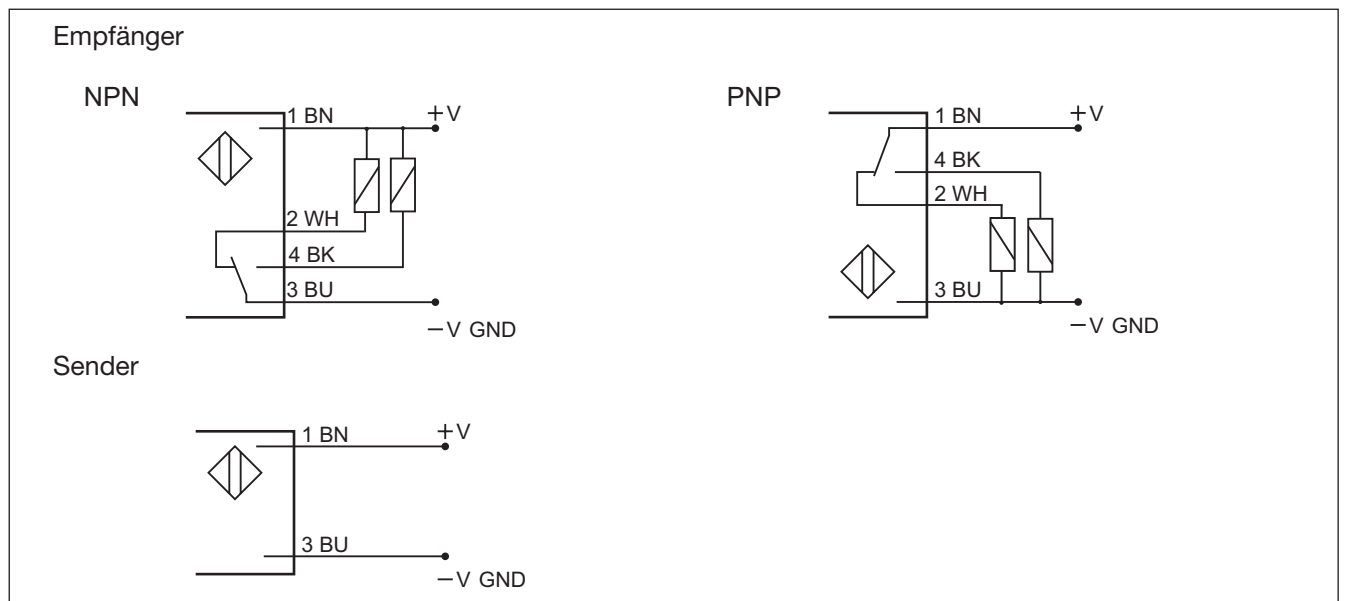 Empfänger
NPN
1 BN
+V
2 WH
4 BK
3 BU
−V GND
PNP
1 BN
+V
4 BK
2 WH
3 BU
−V GND
Sender
1 BN
+V
3 BU
−V GND